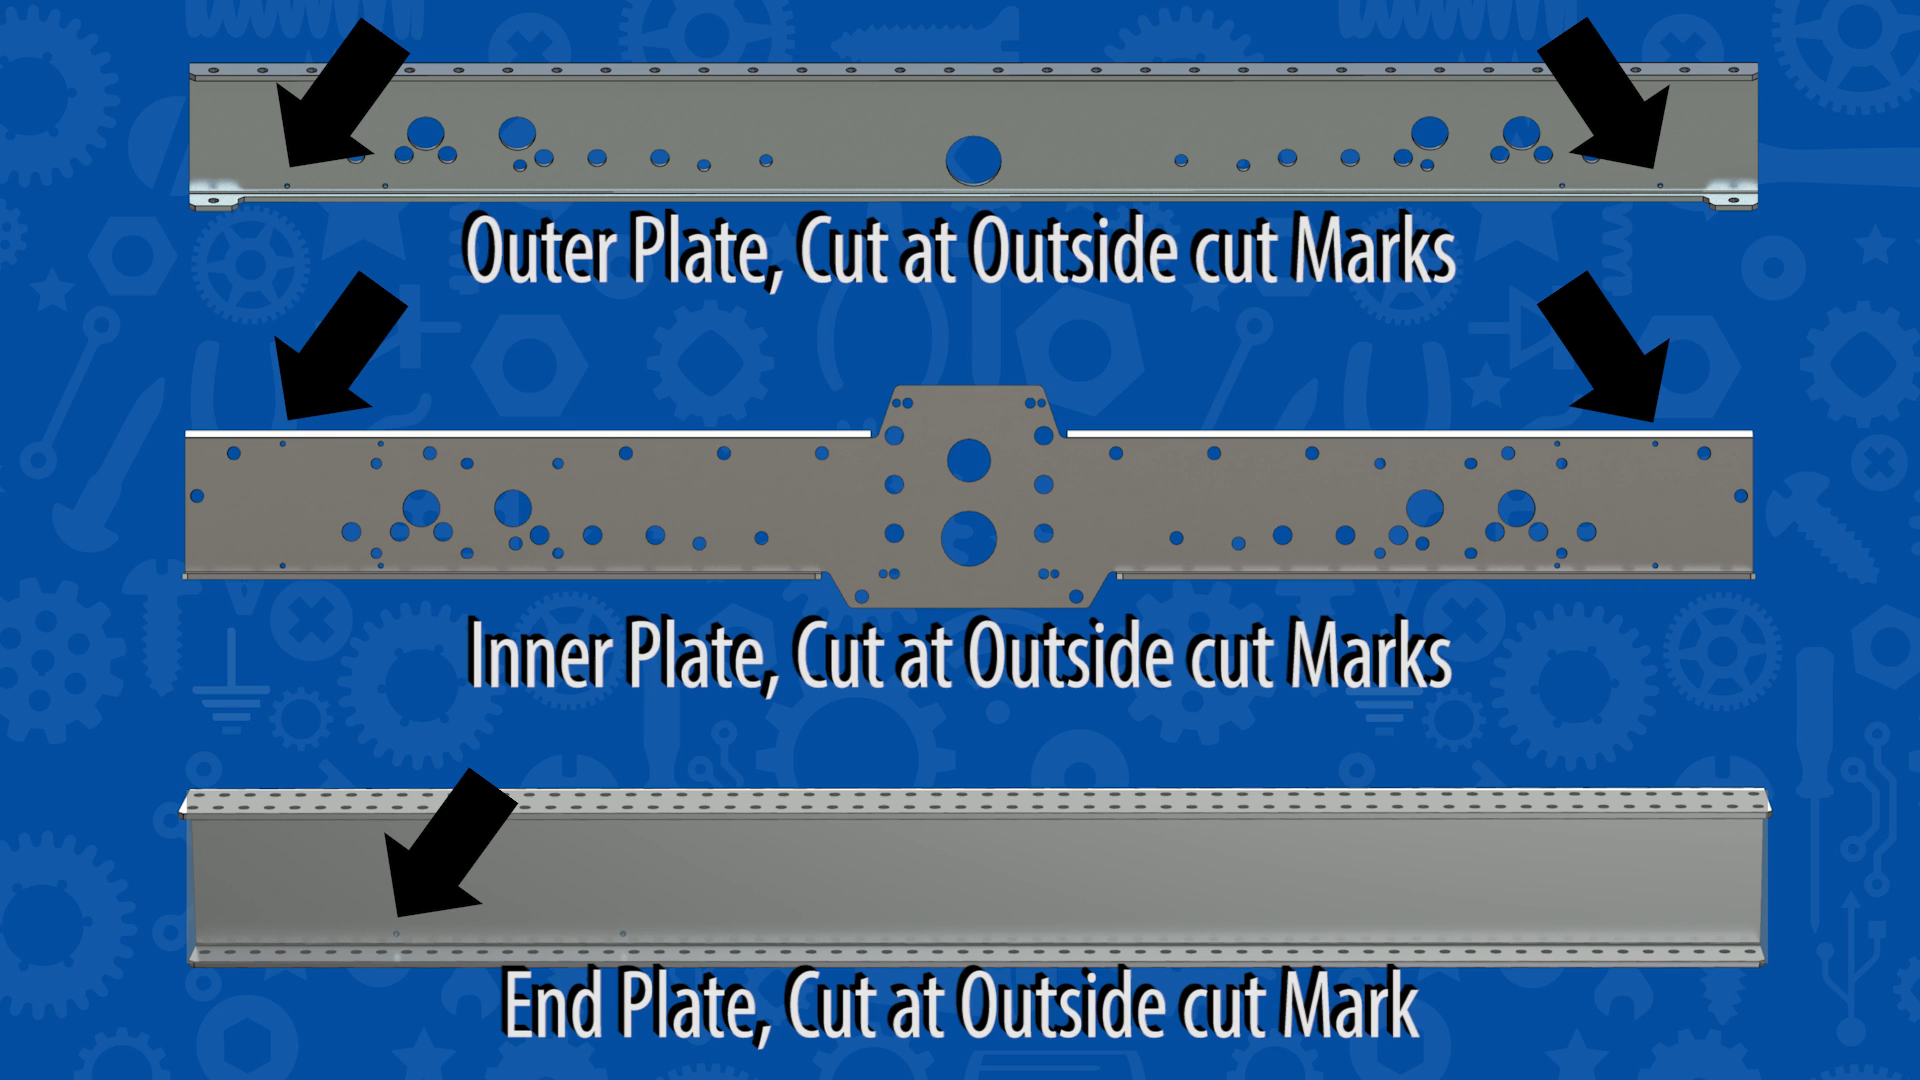 Outer Plate, Cut at Outside cut Marks
Inner Plate, Cut at Outside cut Marks
End Plate, Cut at Outside cut Mark